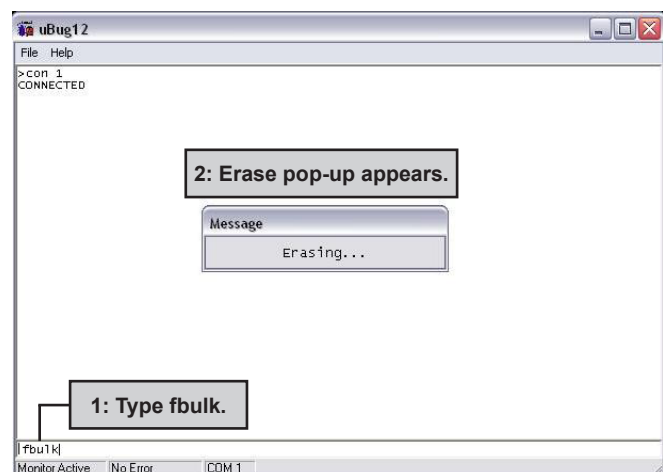 uBug12
File Help
>con 1
CONNECTED
2: Erase pop-up appears.
Message
Erasing...
1: Type fbulk.
fbulk
Monitor Active No Error COM 1